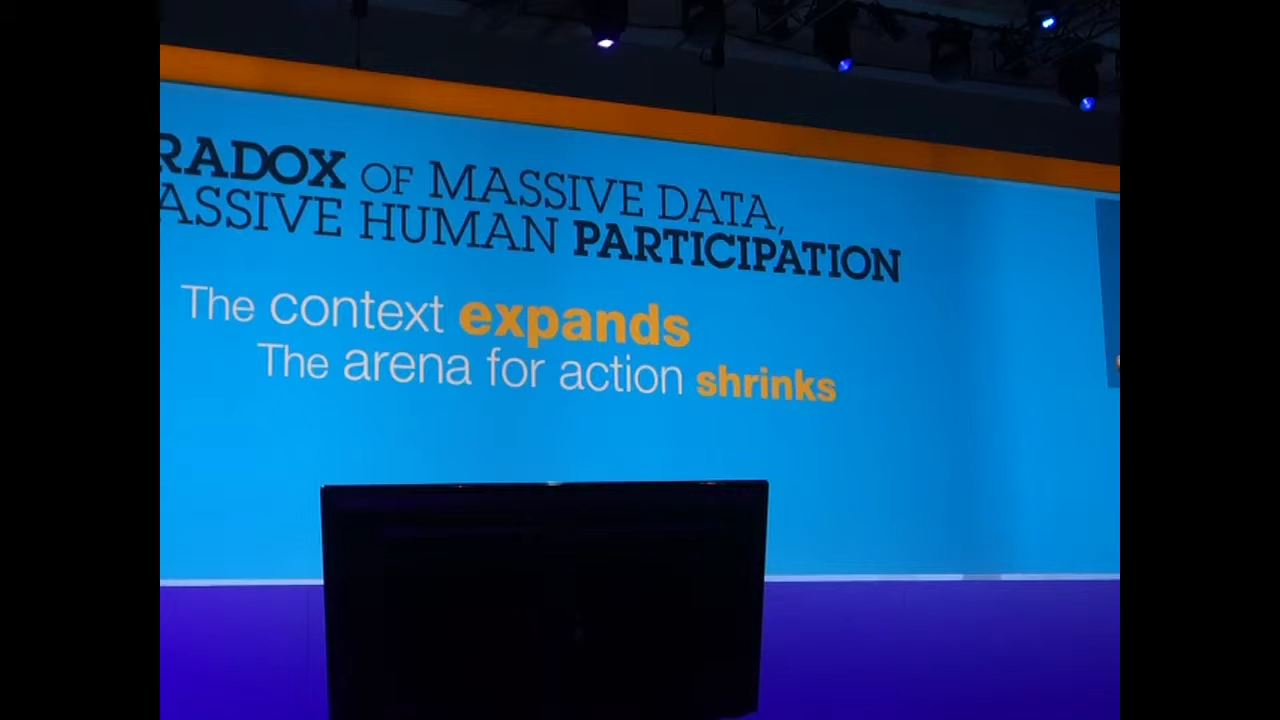 RADOX OF MASSIVE DATA,
ASSIVE HUMAN PARTICIPATION
The context expands
The arena for action shrinks